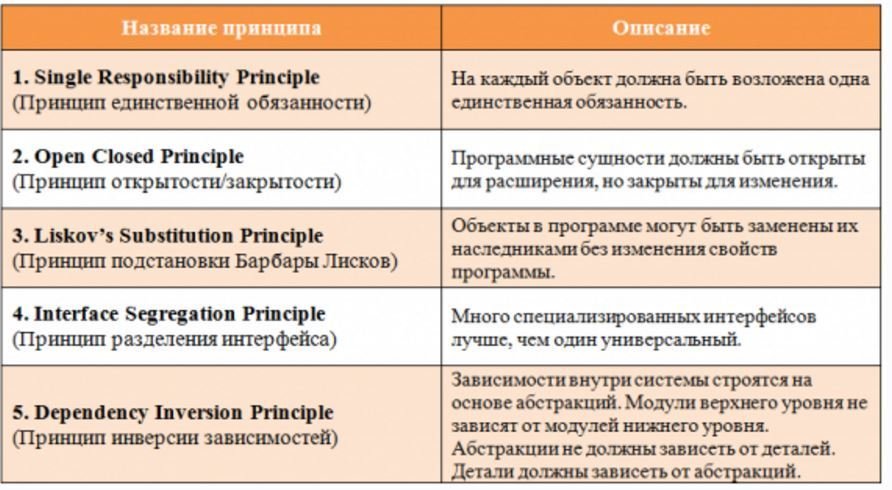 Название принципа
Описание
1. Single Responsibility Principle
(Принцип единственной обязанности)
На каждый объект должна быть возложена одна
единственная обязанность.
2. Open Closed Principle
(Принцип открытости/закрытости)
Программные сущности должны быть открыты
для расширения, но закрыты для изменения.
3. Liskov’s Substitution Principle
(Принцип подстановки Барбары Лисков)
Объекты в программе могут быть заменены их
наследниками без изменения свойств
программы.
4. Interface Segregation Principle
(Принцип разделения интерфейса)
Много специализированных интерфейсов
лучше, чем один универсальный.
5. Dependency Inversion Principle
(Принцип инверсии зависимостей)
Зависимости внутри системы строятся на
основе абстракций. Модули верхнего уровня не
зависят от модулей нижнего уровня.
Абстракции не должны зависеть от деталей.
Детали должны зависеть от абстракций.